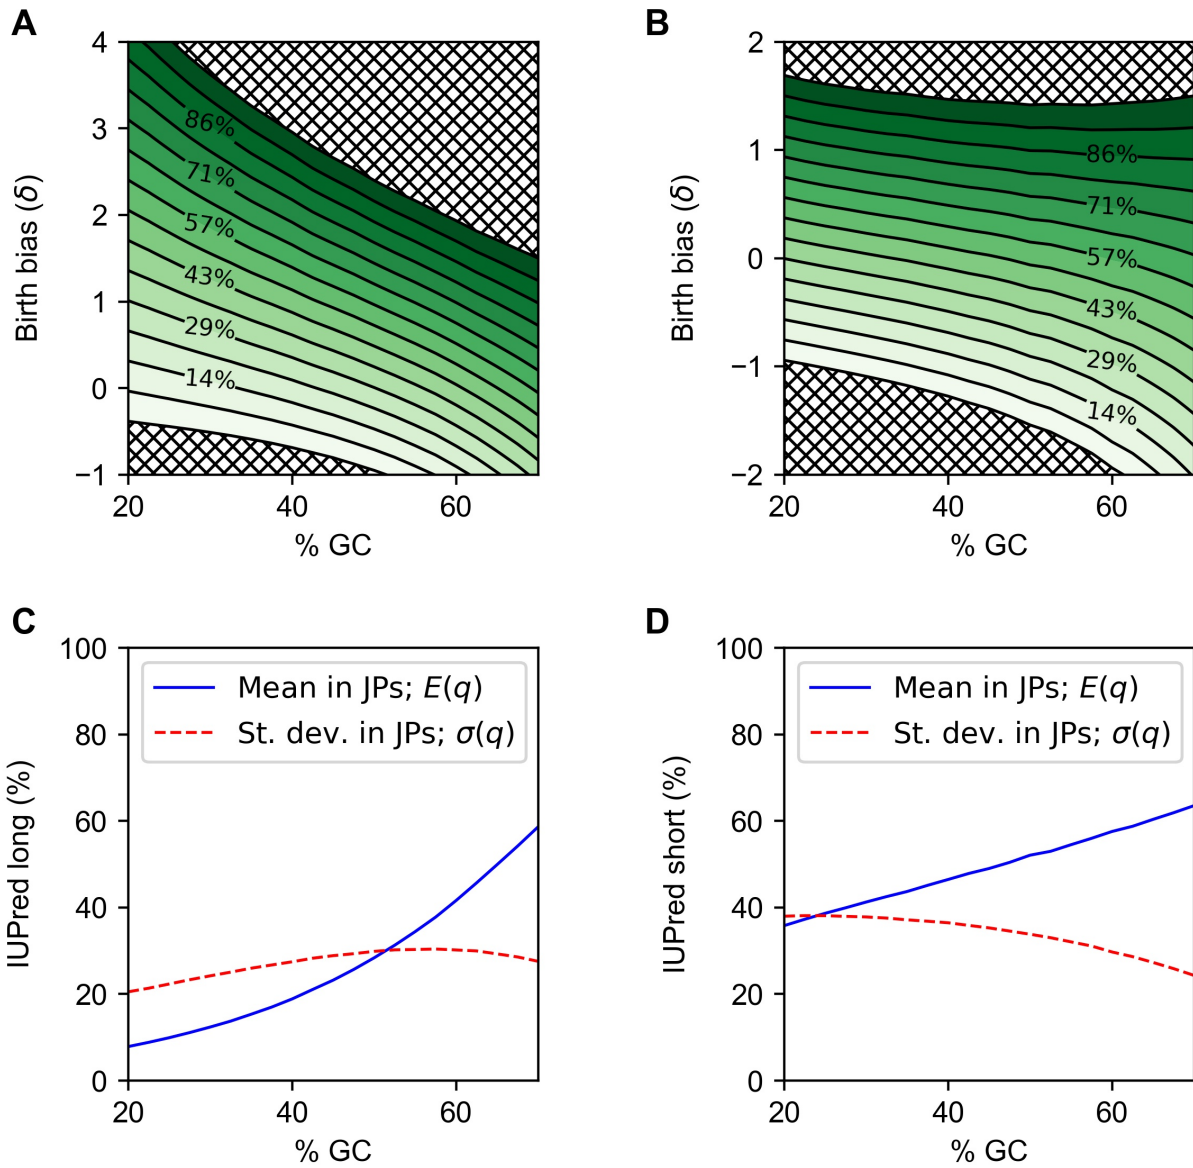 A
B
4
3
2
1
0
−1
Birth bias (δ)
86%
71%
57%
43%
29%
14%
20
40
60
% GC
2
1
0
−1
−2
Birth bias (δ)
86%
71%
57%
43%
29%
14%
20
40
60
% GC
C
D
100
80
60
40
20
0
IUPred long (%)
Mean in JPs; E(q)
St. dev. in JPs; σ(q)
20
40
60
% GC
100
80
60
40
20
0
IUPred short (%)
Mean in JPs; E(q)
St. dev. in JPs; σ(q)
20
40
60
% GC